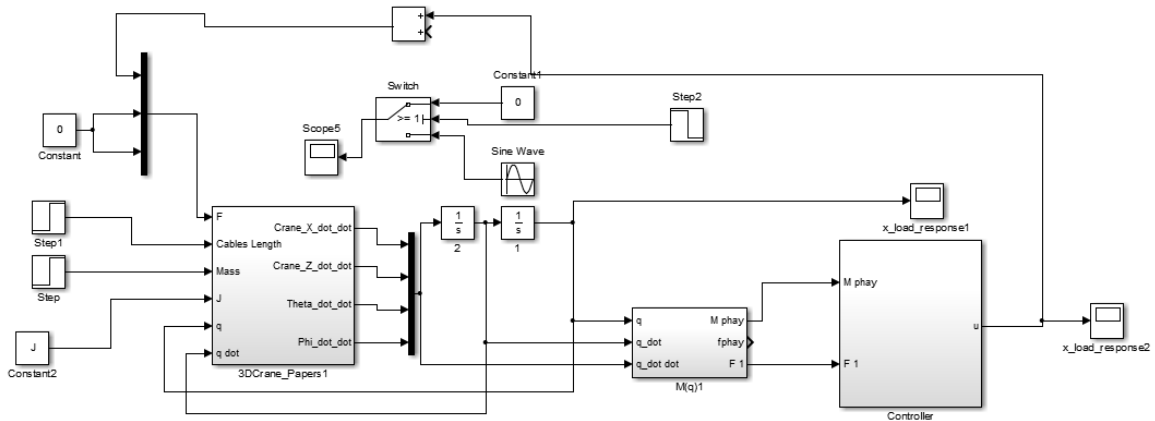 +
+
Constant1
0
Switch
>= 1
Step2
Scope5
Sine Wave
0
Constant
Step1
Step
J
Constant2
F
Cables Length
Mass
J
q
q dot
Crane_X_dot_dot
Crane_Z_dot_dot
Theta_dot_dot
Phi_dot_dot
3DCrane_Papers1
1
s
2
1
s
1
x_load_response1
q
q_dot
q_dot dot
M phay
fphay
F 1
M(q)1
M phay
F 1
u
Controller
x_load_response2